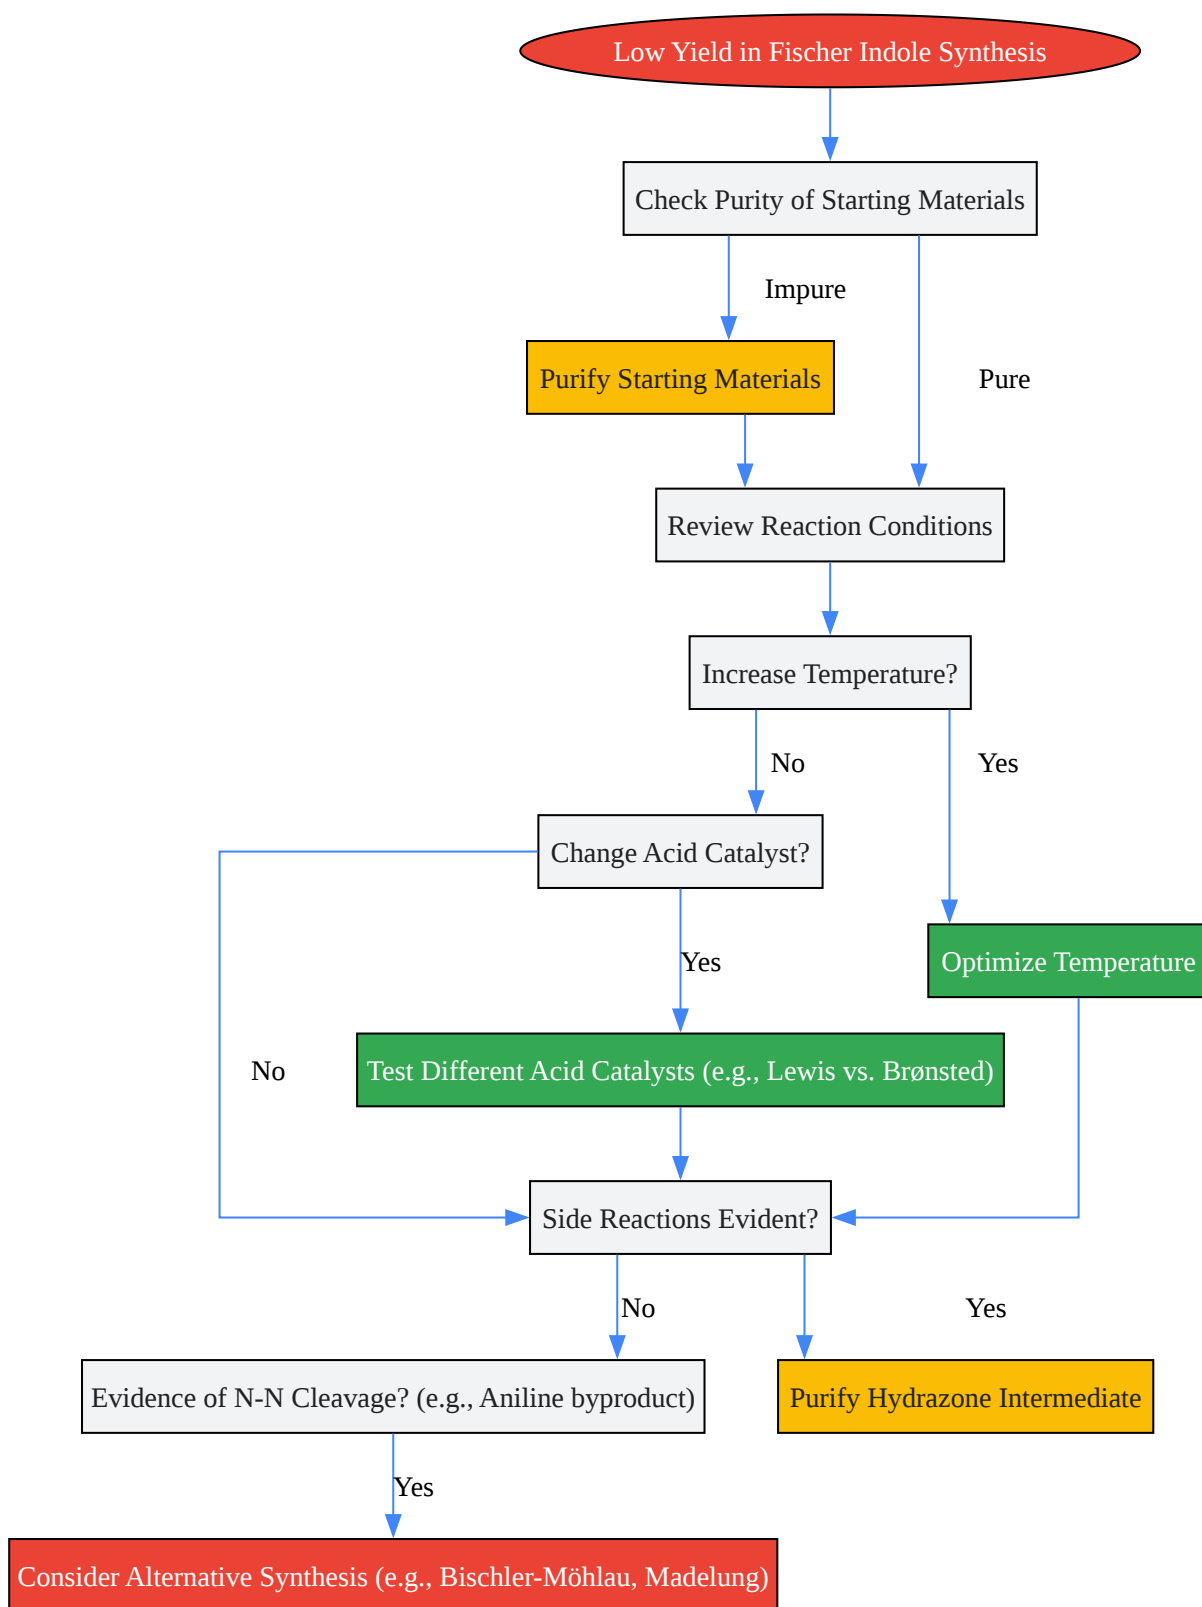 Low Yield in Fischer Indole Synthesis
Check Purity of Starting Materials
Impure
Purify Starting Materials
Pure
Review Reaction Conditions
Increase Temperature?
No
Yes
Change Acid Catalyst?
Yes
Optimize Temperature
No
Test Different Acid Catalysts (e.g., Lewis vs. Brønsted)
Side Reactions Evident?
No
Yes
Evidence of N-N Cleavage? (e.g., Aniline byproduct)
Purify Hydrazone Intermediate
Yes
Consider Alternative Synthesis (e.g., Bischler-Möhlau, Madelung)